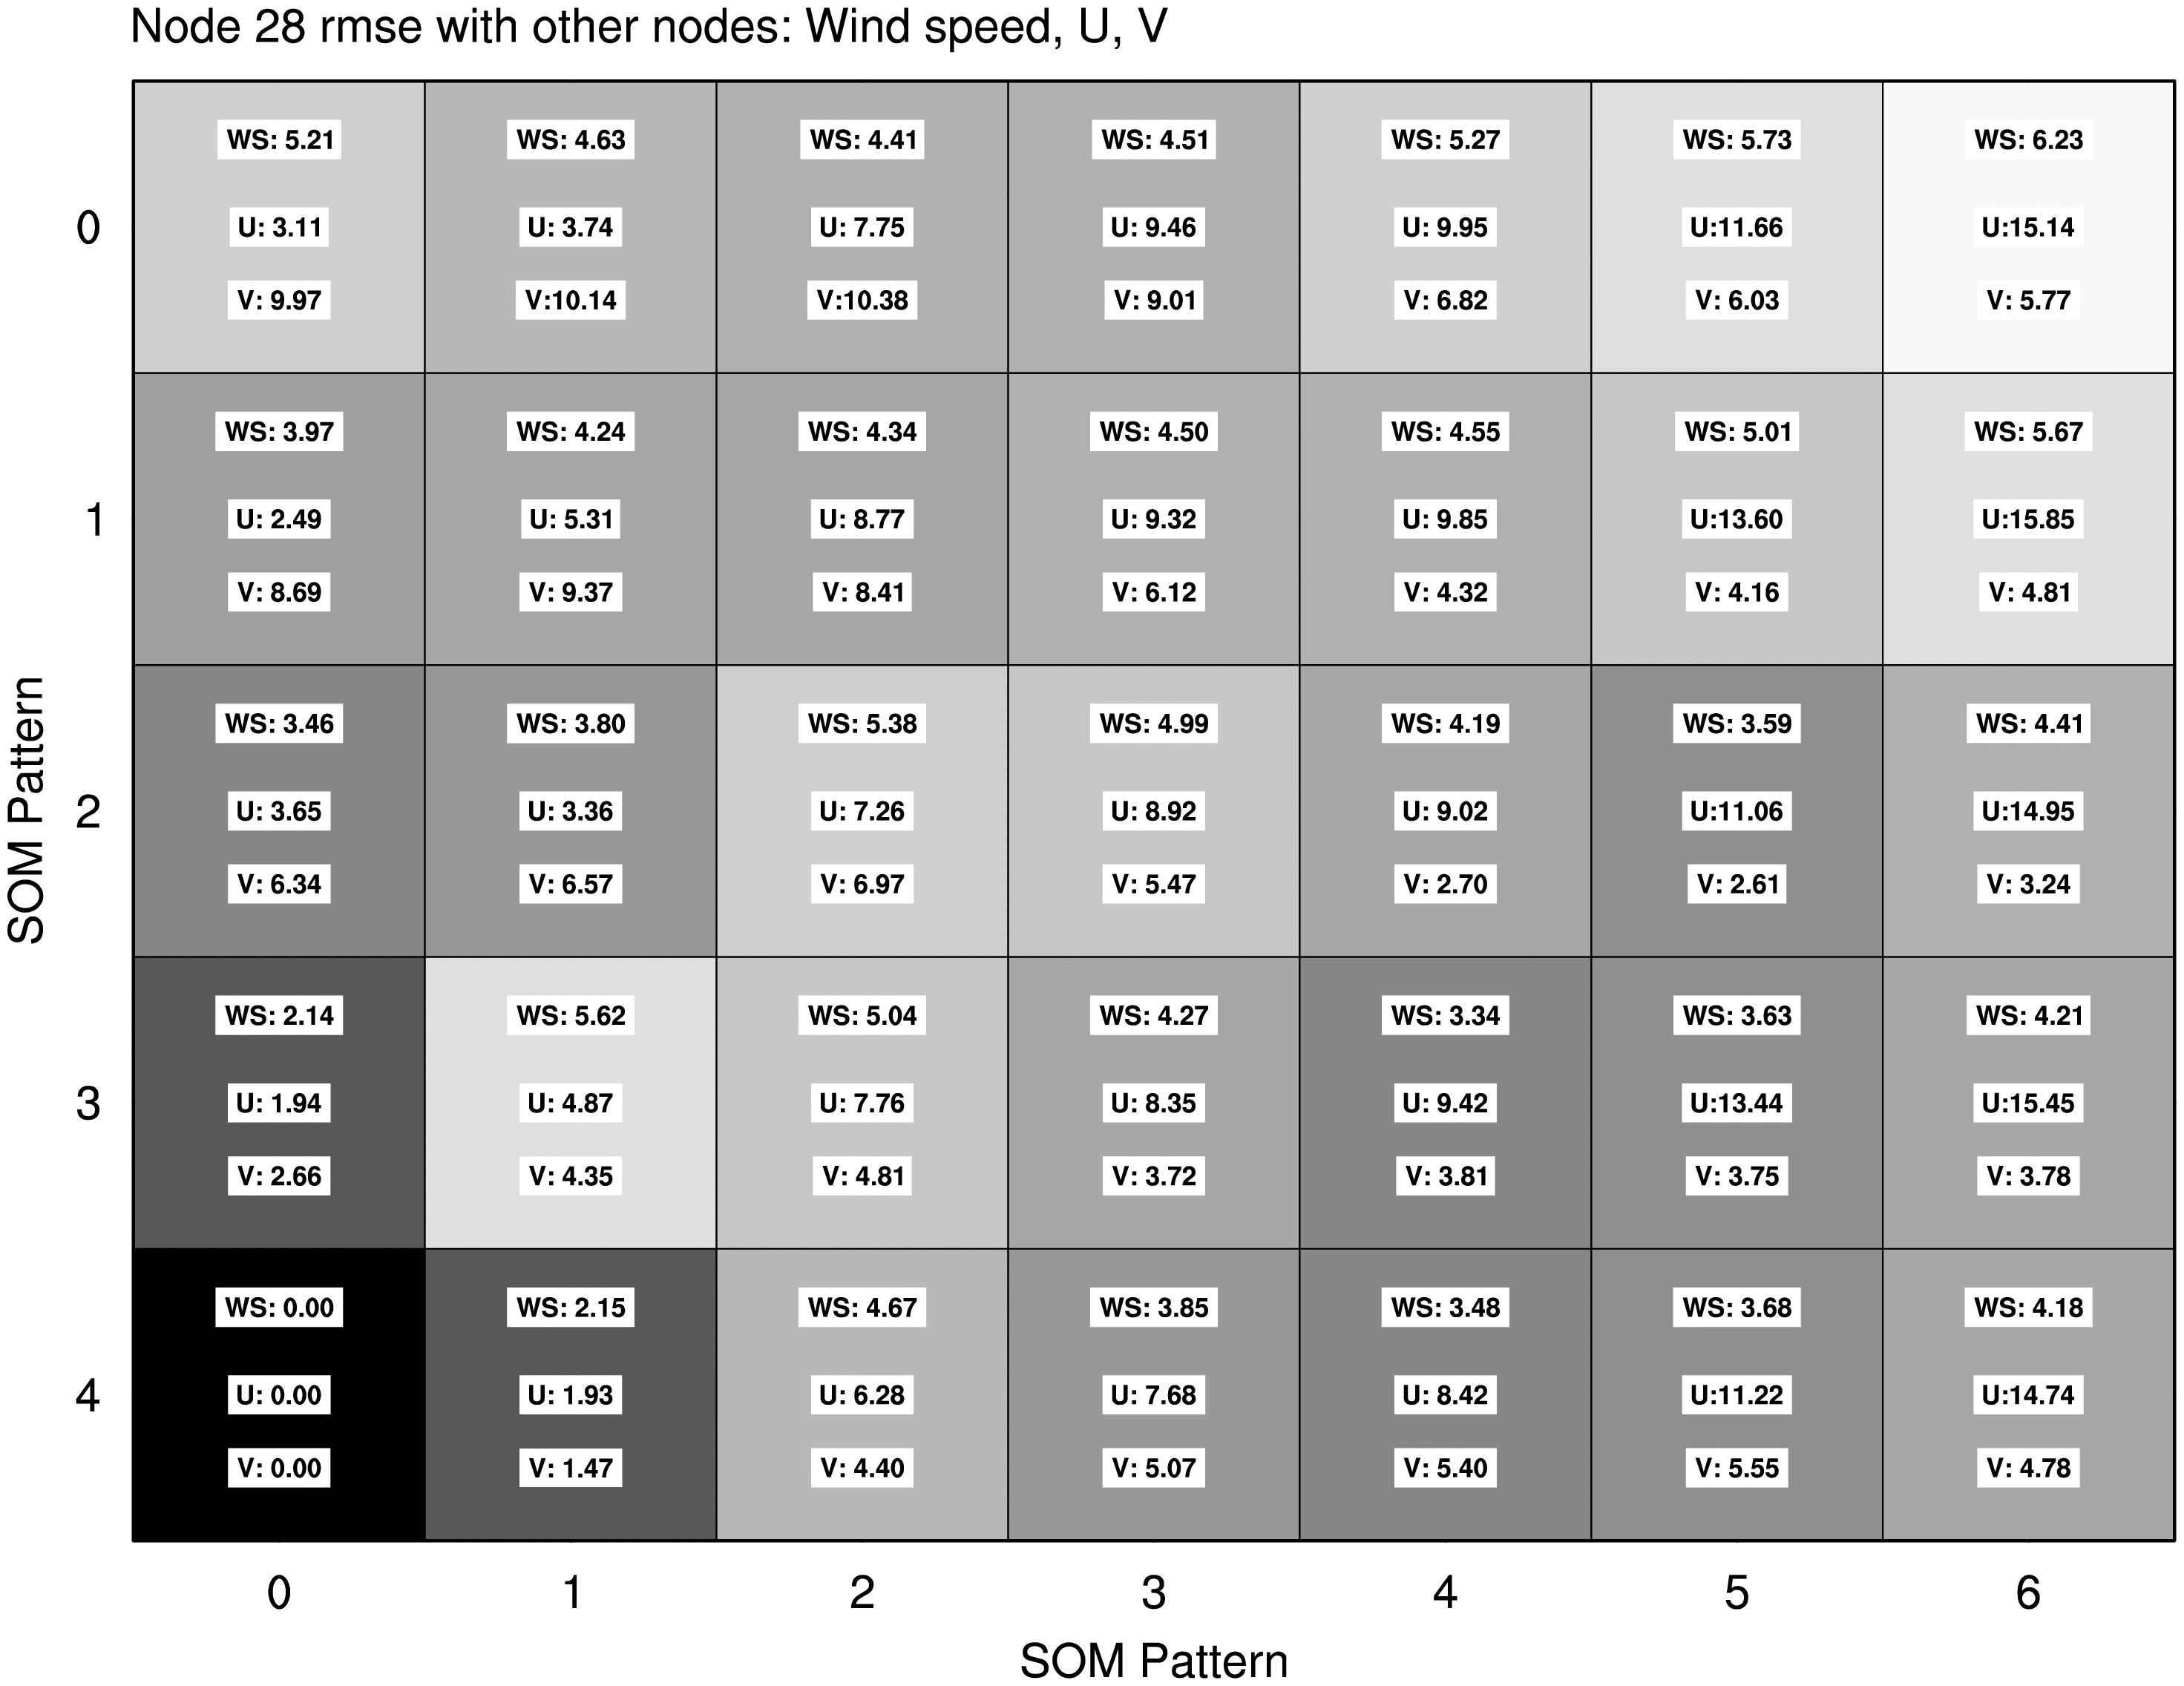 Node 28 rmse with other nodes: Wind speed, U, V
WS: 5.21 WS: 4.63 WS: 4.41 WS: 4.51 WS: 5.27 WS: 5.73 WS: 6.23
0 U: 3.11 U: 3.74 U: 7.75 U: 9.46 U: 9.95 U:11.66 U:15.14
V: 9.97 V:10.14 V:10.38 V: 9.01 V: 6.82 V: 6.03 V: 5.77
WS: 3.97 WS: 4.24 WS: 4.34 WS: 4.50 WS: 4.55 WS: 5.01 WS: 5.67
1 U: 2.49 U: 5.31 U: 8.77 U: 9.32 U: 9.85 U:13.60 U:15.85
V: 8.69 V: 9.37 V: 8.41 V: 6.12 V: 4.32 V: 4.16 V: 4.81
WS: 3.46 WS: 3.80 WS: 5.38 WS: 4.99 WS: 4.19 WS: 3.59 WS: 4.41
2 U: 3.65 U: 3.36 U: 7.26 U: 8.92 U: 9.02 U:11.06 U:14.95
V: 6.34 V: 6.57 V: 6.97 V: 5.47 V: 2.70 V: 2.61 V: 3.24
WS: 2.14 WS: 5.62 WS: 5.04 WS: 4.27 WS: 3.34 WS: 3.63 WS: 4.21
3 U: 1.94 U: 4.87 U: 7.76 U: 8.35 U: 9.42 U:13.44 U:15.45
V: 2.66 V: 4.35 V: 4.81 V: 3.72 V: 3.81 V: 3.75 V: 3.78
WS: 0.00 WS: 2.15 WS: 4.67 WS: 3.85 WS: 3.48 WS: 3.68 WS: 4.18
4 U: 0.00 U: 1.93 U: 6.28 U: 7.68 U: 8.42 U:11.22 U:14.74
V: 0.00 V: 1.47 V: 4.40 V: 5.07 V: 5.40 V: 5.55 V: 4.78
SOM Pattern
0 1 2 3 4 5 6
SOM Pattern